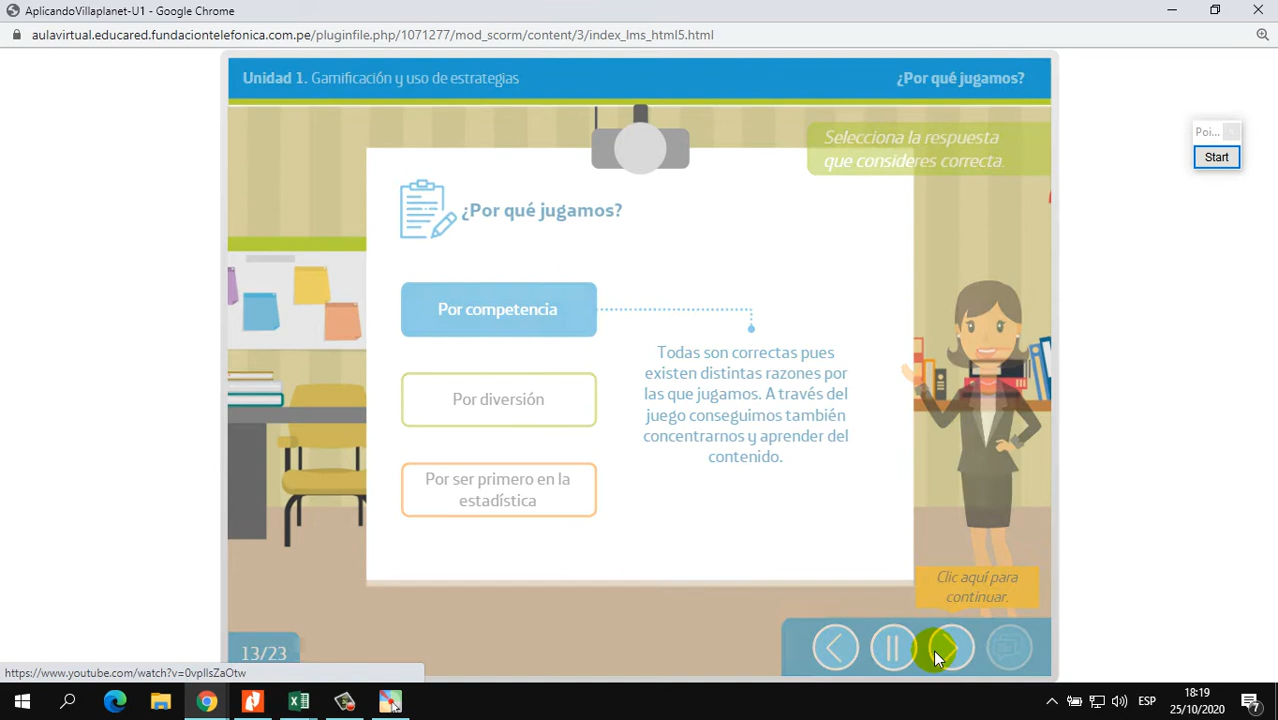 AplicandoVillaplanet-U1 - Google Chrome
aulavirtual.educared.fundaciontelefonica.com.pe/pluginfile.php/1071277/mod_scorm/content/3/index_lms_html5.html
Unidad 1. Gamificación y uso de estrategias
¿Por qué jugamos?
Selecciona la respuesta
que consideres correcta.
Poi...
Start
¿Por qué jugamos?
Por competencia
Todas son correctas pues
existen distintas razones por
las que jugamos. A través del
juego conseguimos también
concentrarnos y aprender del
contenido.
Por diversión
Por ser primero en la
estadística
Clic aquí para
continuar.
13/23
https://www.youtube.com/watch?v=0vpIlsZaOtw
ESP
18:19
25/10/2020
7